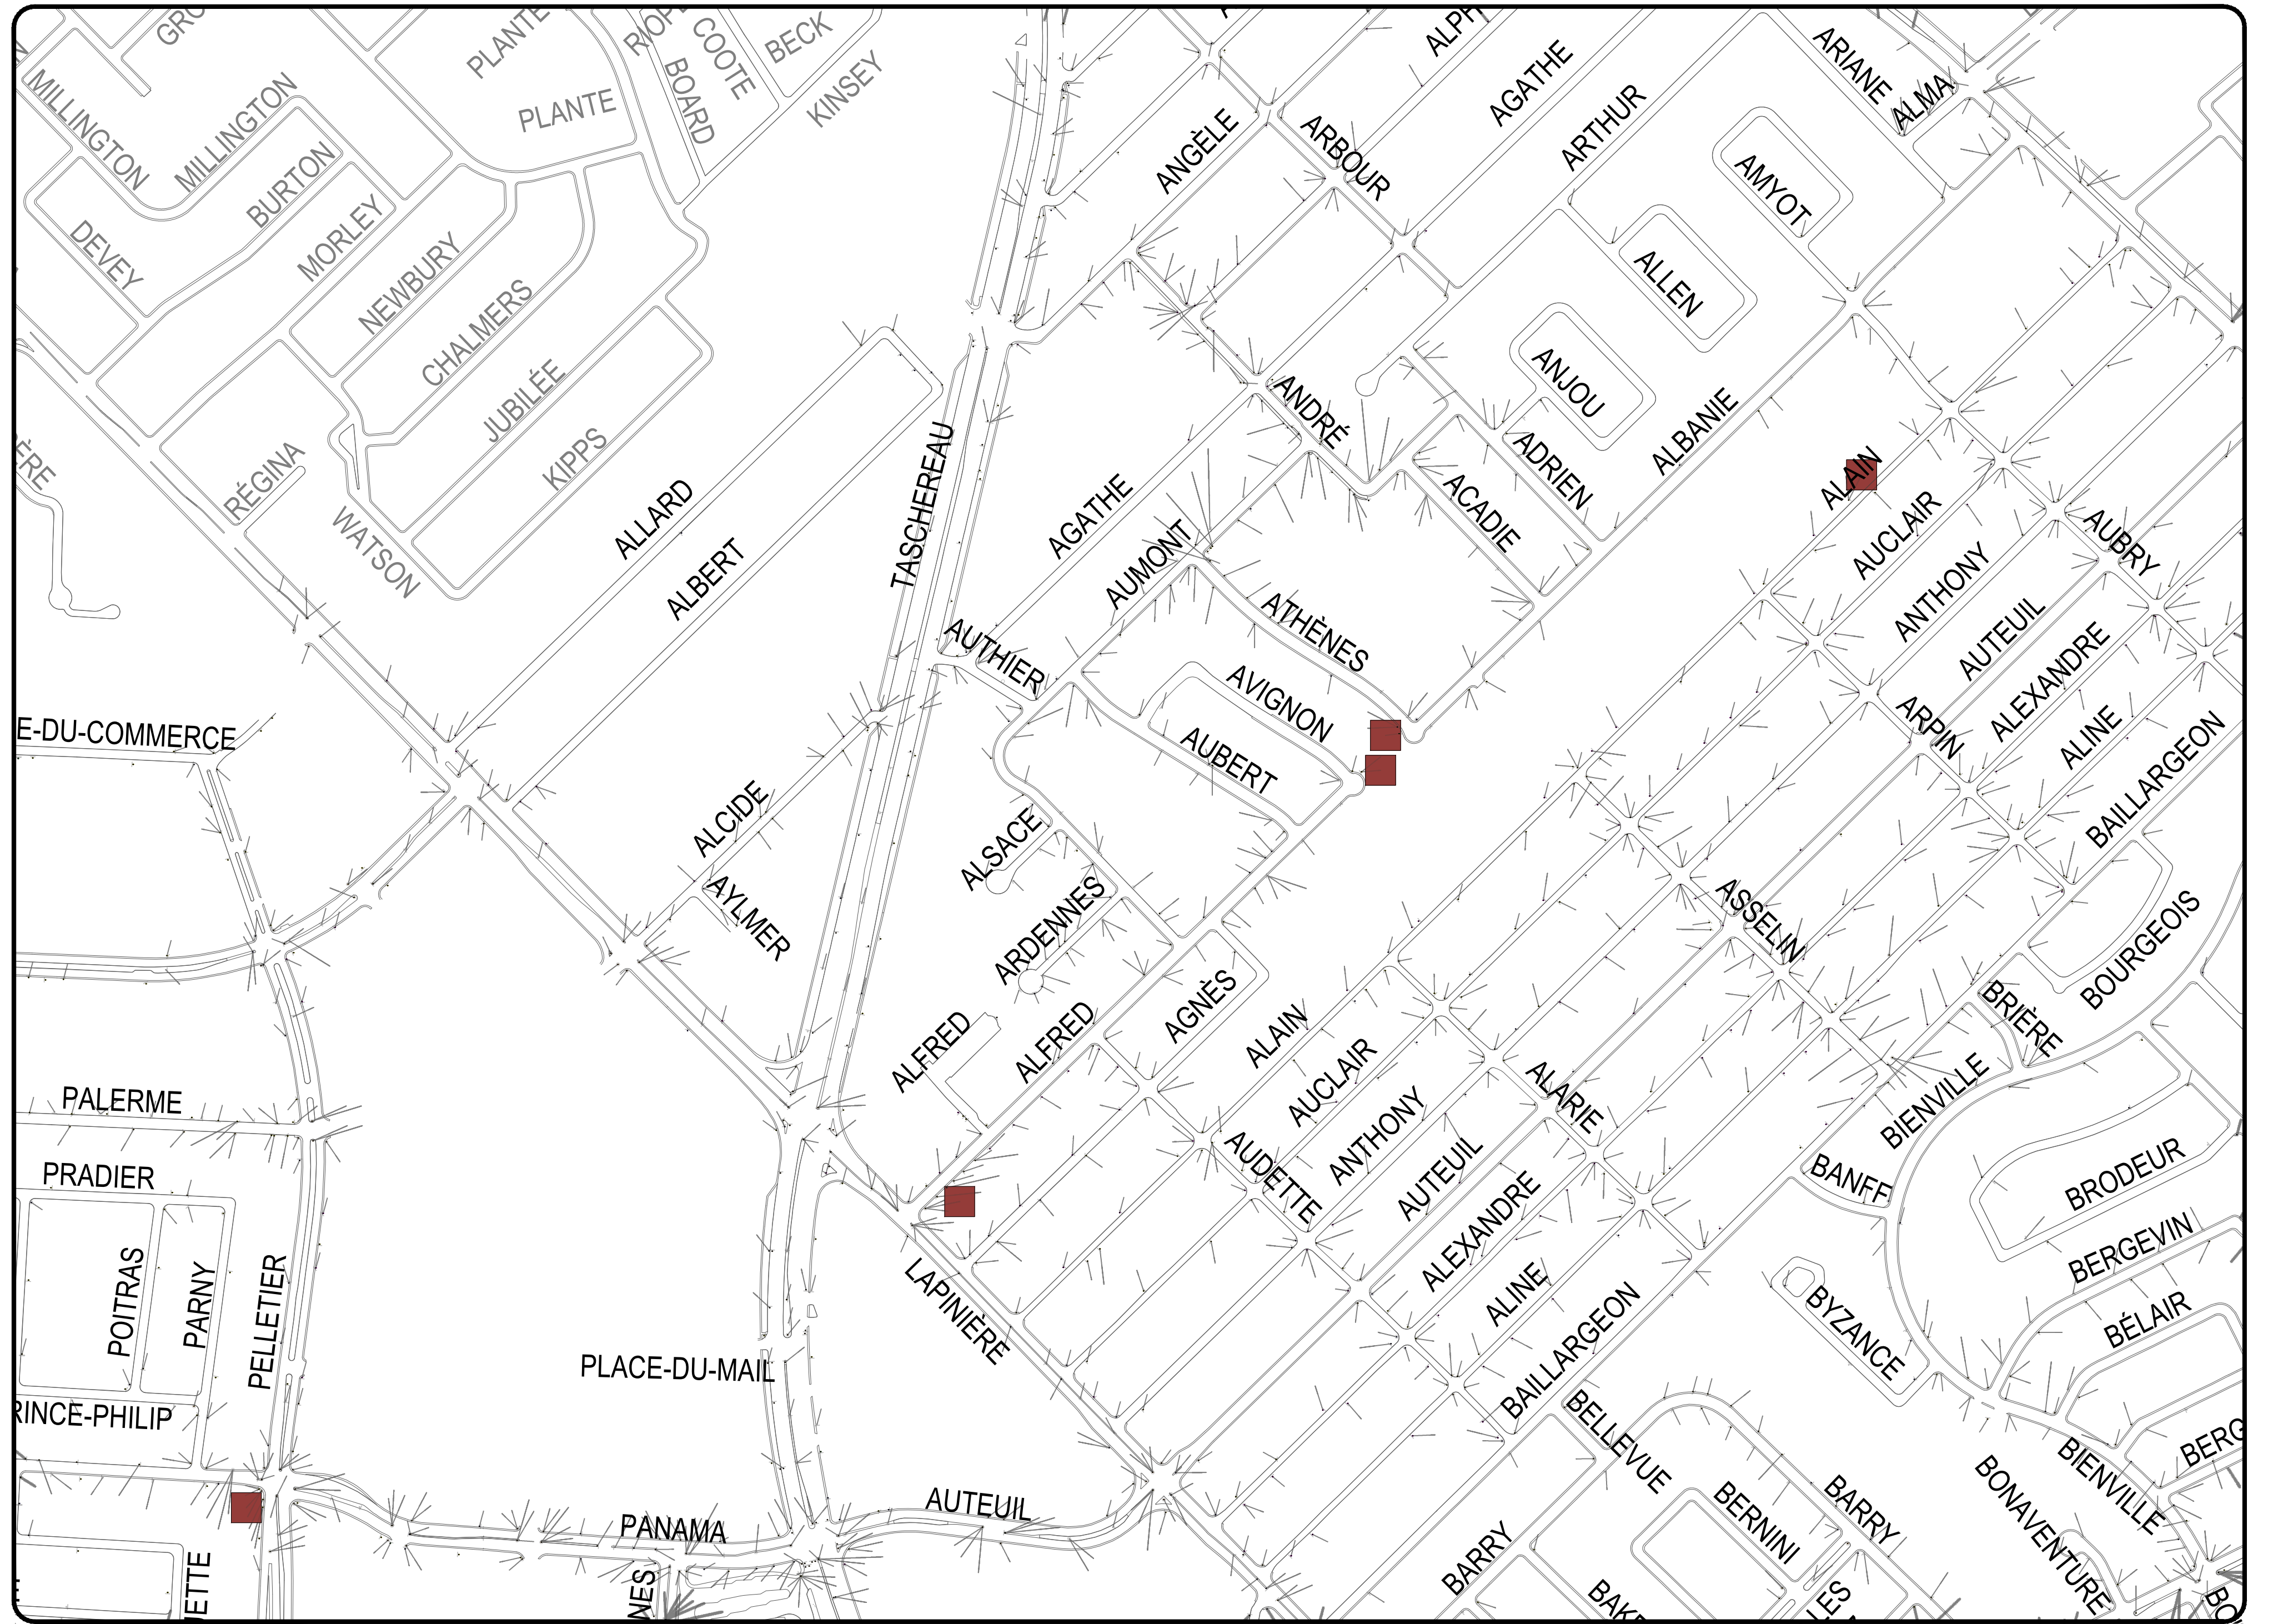 PLANTE
COOTE
BECK
KINSEY
BOARD
PLANTE
MILLINGTON
MILLINGTON
BURTON
MORLEY
DEVEY
NEWBURY
CHALMERS
JUBILÉE
KIPPS
RÉGINA
WATSON
ALLARD
ALBERT
TASCHEREAU
ANGÈLE
ARBOUR
AGATHE
ARTHUR
ARIANE
ALMA
AMYOT
ALLEN
ANJOU
ANDRÉ
ADRIEN
ALBANIE
ACADIE
AGATHE
AUMONT
ATHÈNES
AUTHIER
AVIGNON
AUBERT
ALAIN
AUCLAIR
ANTHONY
AUBRY
AUTEUIL
ALEXANDRE
ARPIN
ALINE
BAILLARGEON
E-DU-COMMERCE
ALCIDE
AYLMER
ALSACE
ARDENNES
ALFRED
ALFRED
AGNÈS
ASSELIN
BOURGEOIS
BRIÈRE
ALAIN
AUCLAIR
ANTHONY
ALARIE
BIENVILLE
AUDETTE
AUTEUIL
ALEXANDRE
ALINE
BAILLARGEON
BANFF
BRODEUR
BERGEVIN
BÉLAIR
BYZANCE
PALERME
PRADIER
POITRAS
PARNY
PELLETIER
RINCE-PHILIP
PLACE-DU-MAIL
LAPINIÈRE
PANAMA
AUTEUIL
BELLEVUE
BERNINI
BARRY
BARRY
BONAVENTURE
BIENVILLE
BERG